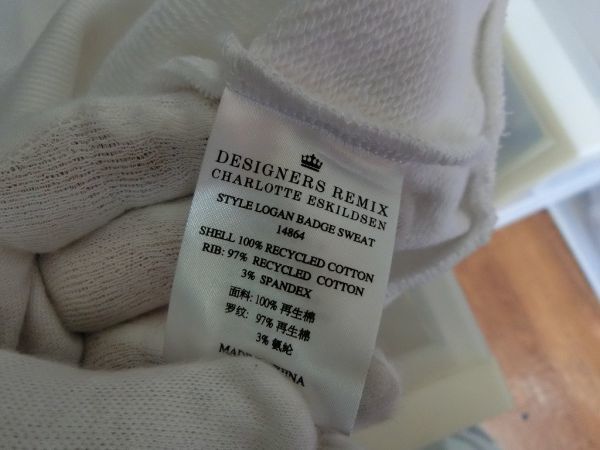 DESIGNERS REMIX
CHARLOTTE ESKILDSEN
STYLE LOGAN BADGE SWEAT
14864
SHELL 100% RECYCLED COTTON
RIB: 97% RECYCLED COTTON
3% SPANDEX
面料: 100% 再生棉
罗纹: 97% 再生棉
3% 氨纶